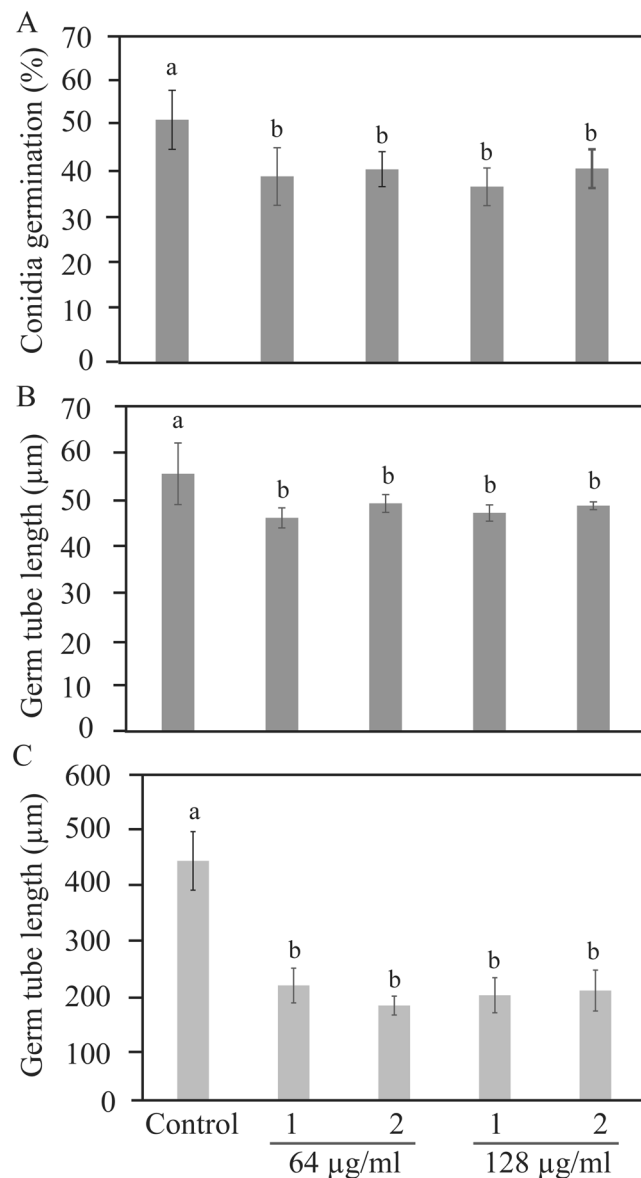 A
Conidia germination (%)
70
60
50
40
30
20
10
0
a
b
b
b
b
B
Germ tube length (µm)
70
60
50
40
30
20
10
0
a
b
b
b
b
C
Germ tube length (µm)
600
500
400
300
200
100
0
a
b
b
b
b
Control 1 2 1 2
64 µg/ml 128 µg/ml